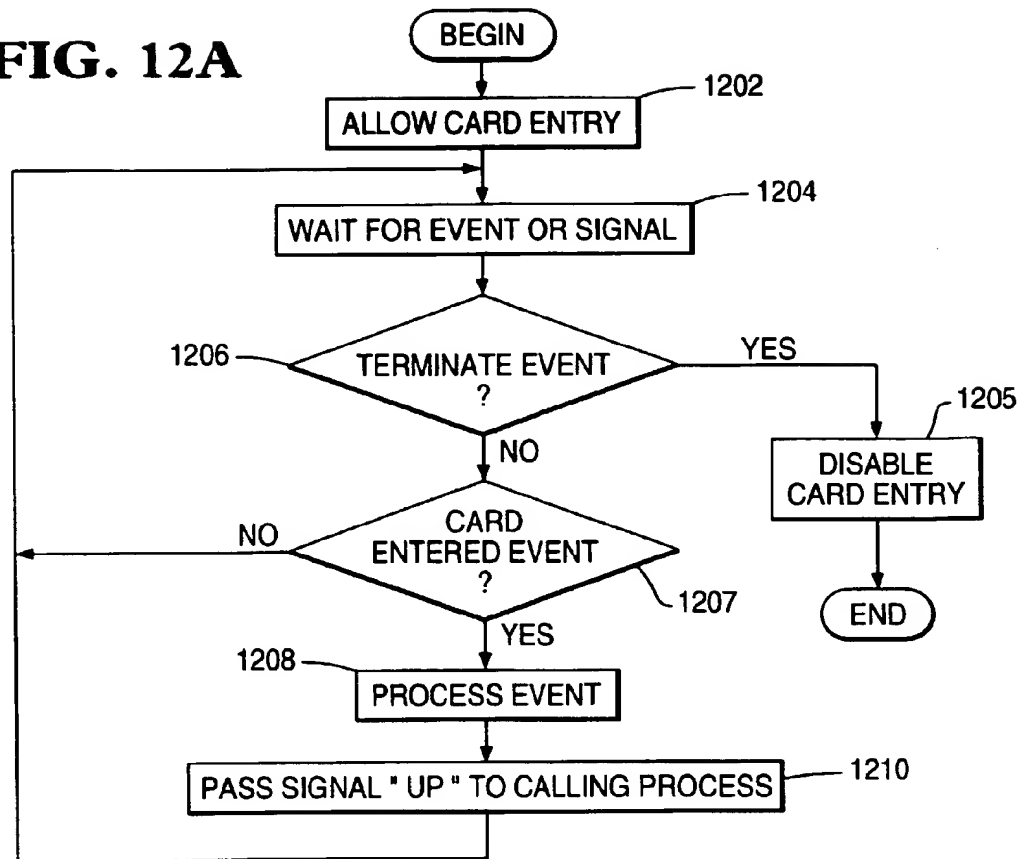 FIG. 12A
BEGIN
1202
ALLOW CARD ENTRY
1204
WAIT FOR EVENT OR SIGNAL
1206
TERMINATE EVENT
?
YES
1205
DISABLE
CARD ENTRY
NO
END
CARD
ENTERED EVENT
?
NO
1207
YES
1208
PROCESS EVENT
1210
PASS SIGNAL " UP " TO CALLING PROCESS